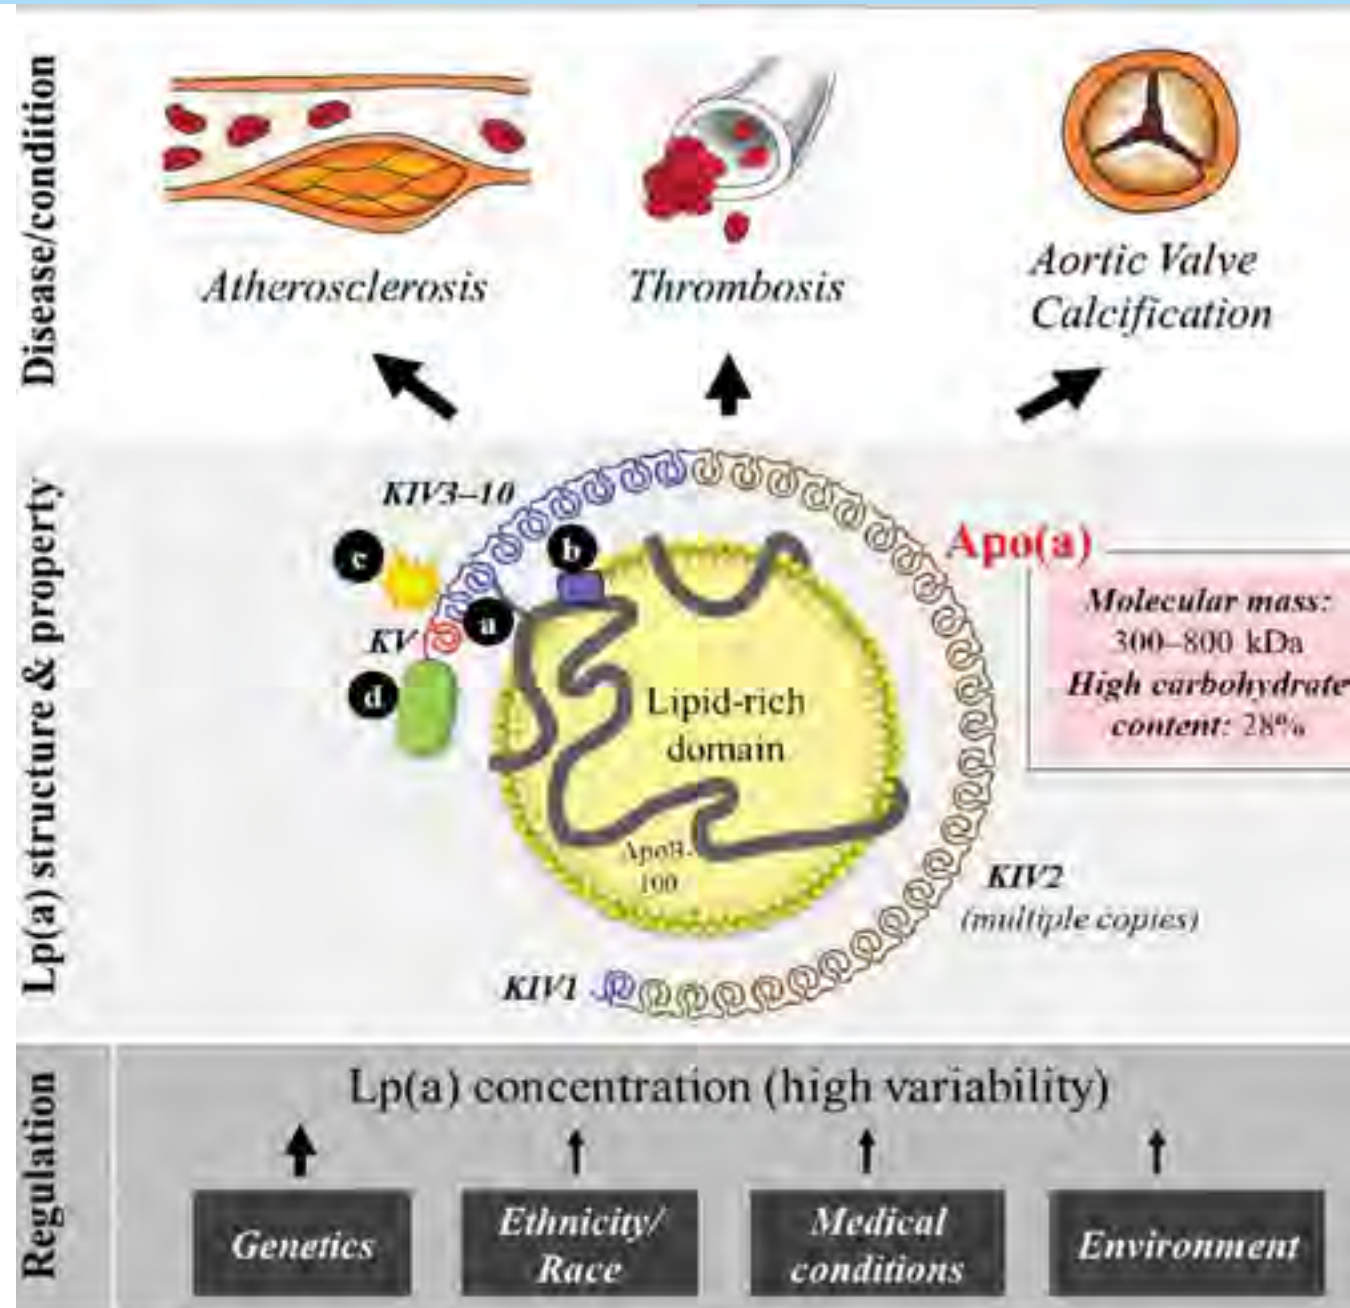 Disease/condition
Atherosclerosis
Thrombosis
Aortic Valve
Calcification
Lp(a) structure & property
KIV3–10
c
b
a
KV
d
Apo(a)
Molecular mass:
300–800 kDa
High carbohydrate
content: 28%
Lipid-rich
domain
ApoB-
100
KIV2
(multiple copies)
KIV1
Regulation
Lp(a) concentration (high variability)
Genetics
Ethnicity/
Race
Medical
conditions
Environment